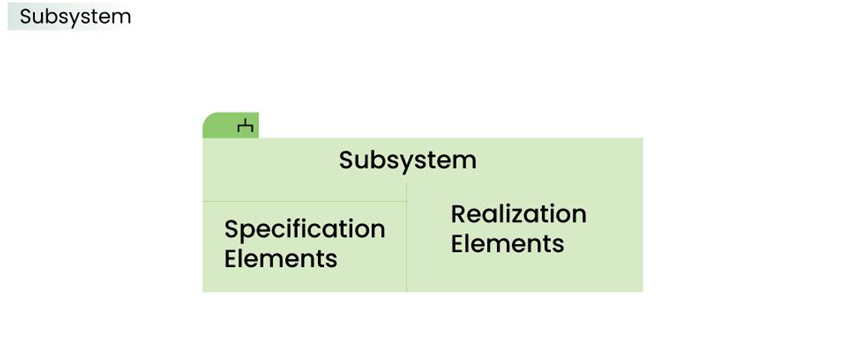 Subsystem
Subsystem
Specification
Elements
Realization
Elements